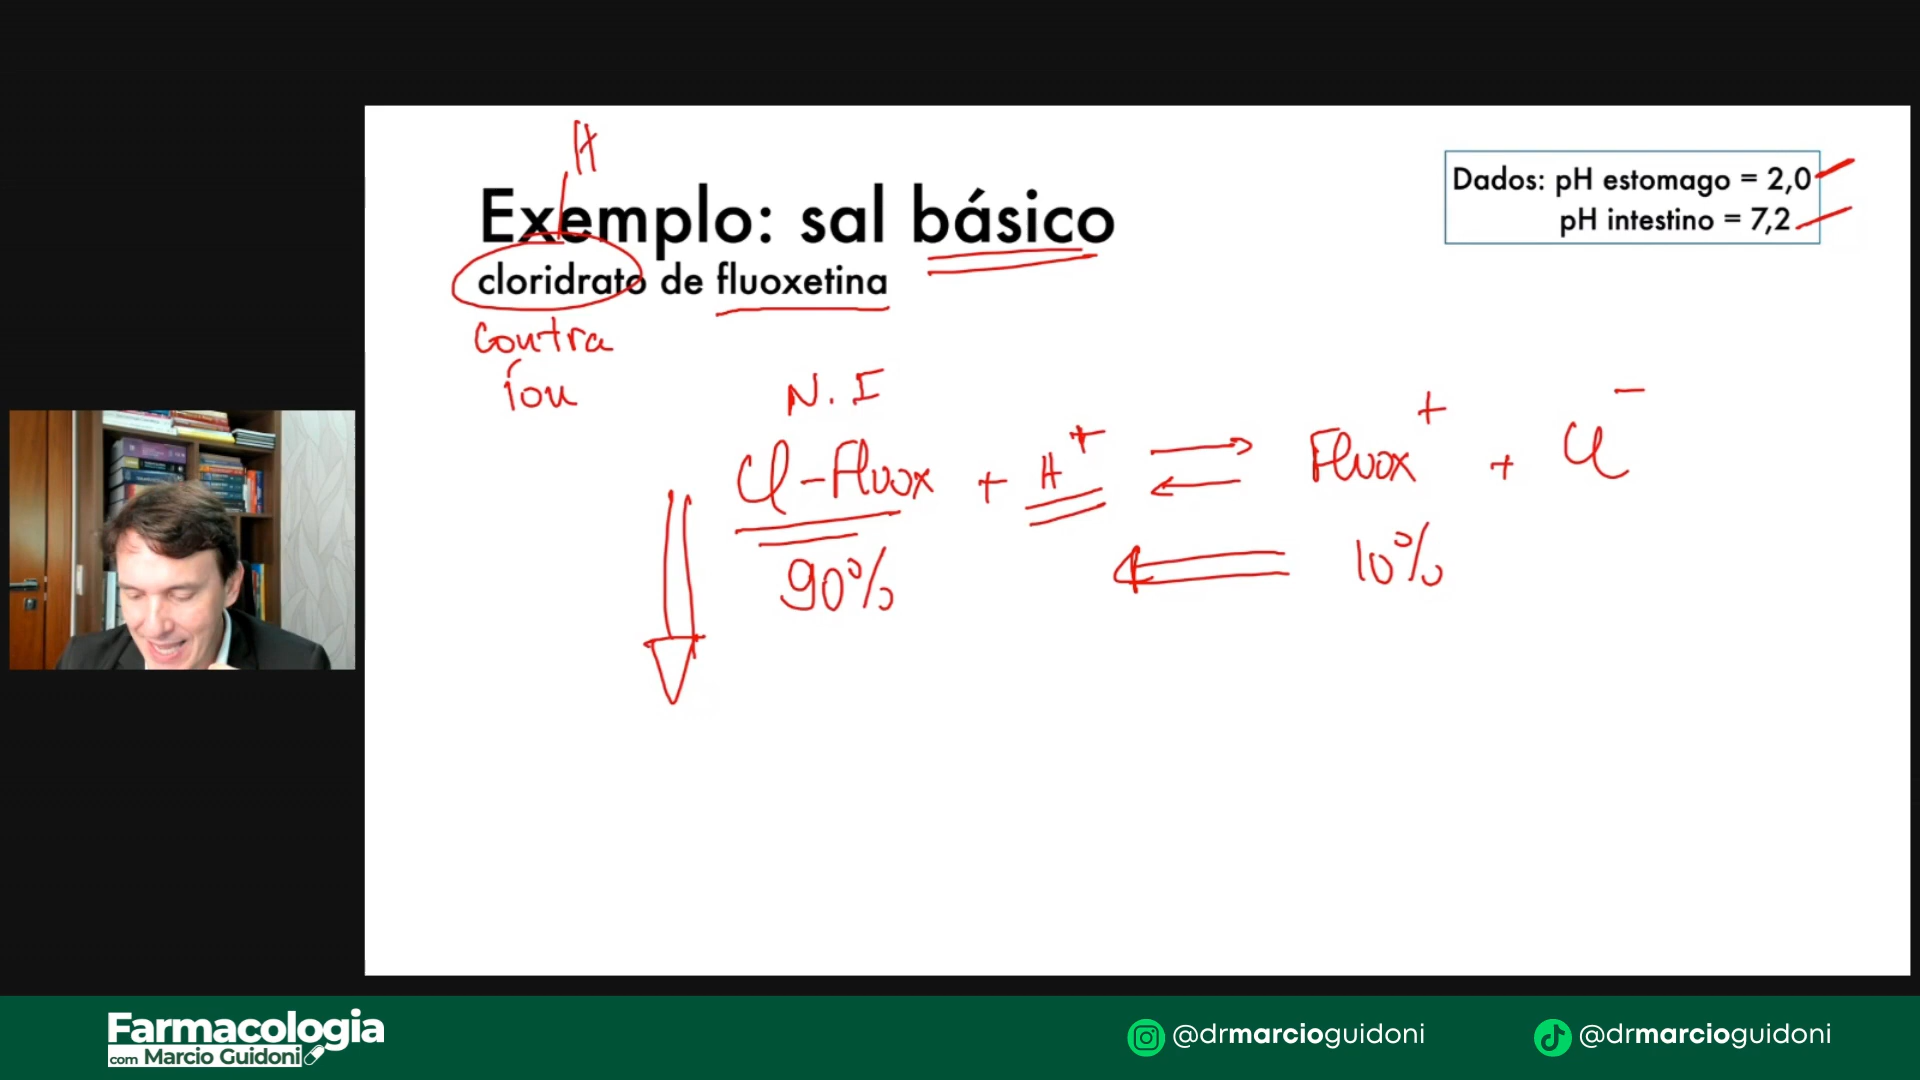 H
Exemplo: sal básico
cloridrato de fluoxetina
Contra
íon
Dados: pH estomago = 2,0
pH intestino = 7,2
N.I
Cl-Fluox + H+ ⇌ Fluox+ + Cl-
90% 10%
Farmacologia
com Marcio Guidoni
@drmarcioguidoni
@drmarcioguidoni